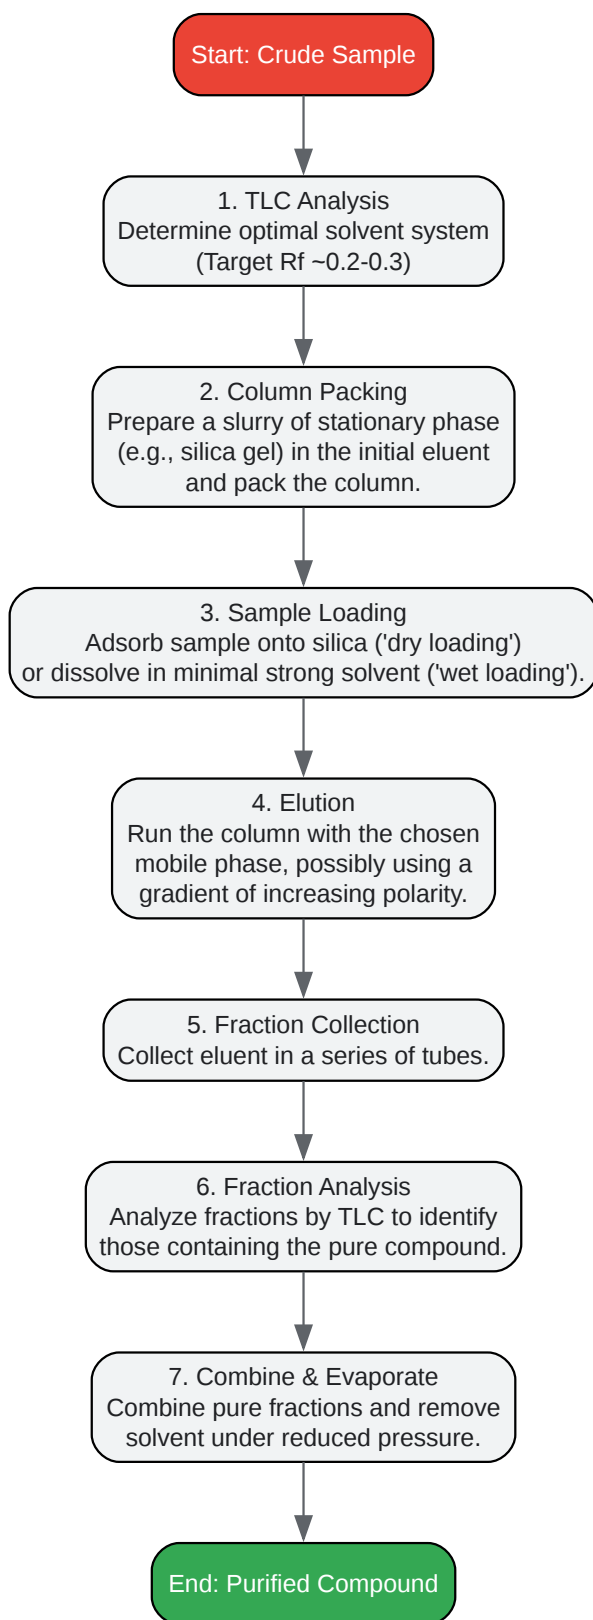 Start: Crude Sample
1. TLC Analysis
Determine optimal solvent system
(Target Rf ~0.2-0.3)
2. Column Packing
Prepare a slurry of stationary phase
(e.g., silica gel) in the initial eluent
and pack the column.
3. Sample Loading
Adsorb sample onto silica ('dry loading')
or dissolve in minimal strong solvent ('wet loading').
4. Elution
Run the column with the chosen
mobile phase, possibly using a
gradient of increasing polarity.
5. Fraction Collection
Collect eluent in a series of tubes.
6. Fraction Analysis
Analyze fractions by TLC to identify
those containing the pure compound.
7. Combine & Evaporate
Combine pure fractions and remove
solvent under reduced pressure.
End: Purified Compound